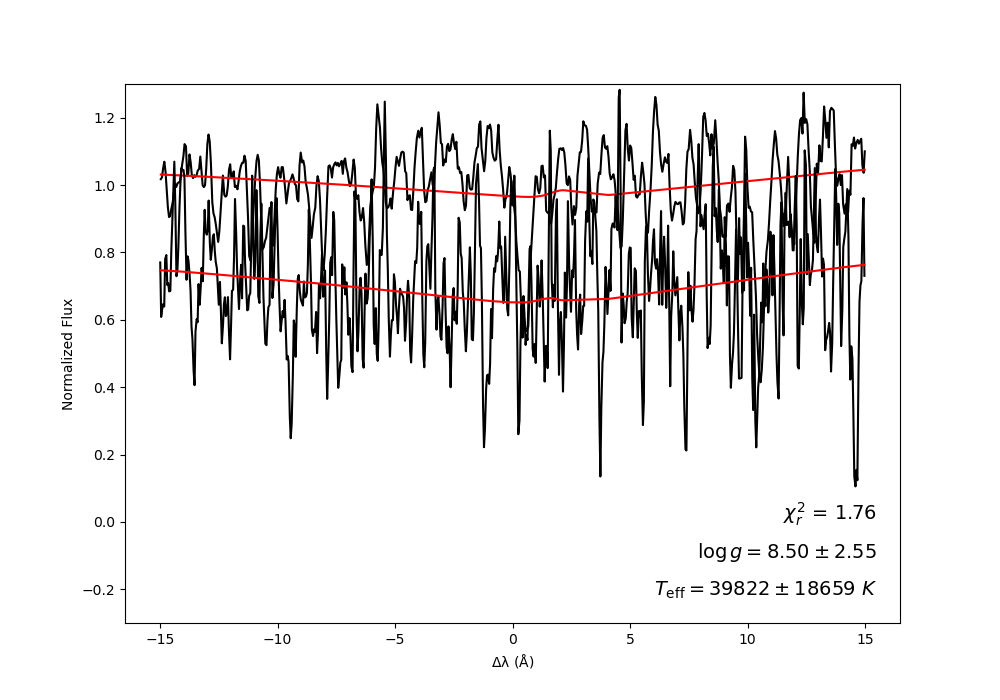 Normalized Flux
1.2
1.0
0.8
0.6
0.4
0.2
0.0
−0.2
χ²ᵣ = 1.76
log g = 8.50 ± 2.55
T_eff = 39822 ± 18659 K
−15 −10 −5 0 5 10 15
Δλ (Å)